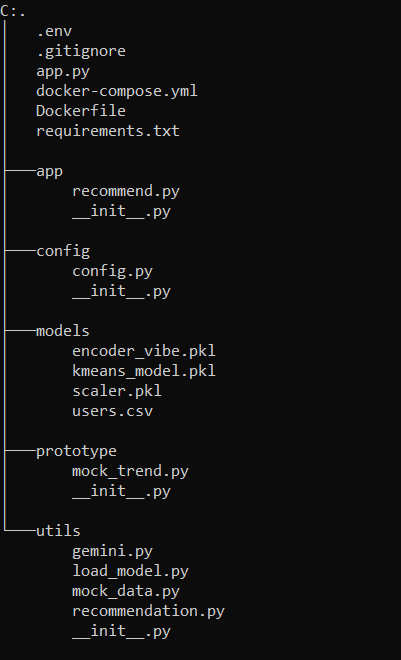 C:.
│   .env
│   .gitignore
│   app.py
│   docker-compose.yml
│   Dockerfile
│   requirements.txt
│
├───app
│       recommend.py
│       __init__.py
│
├───config
│       config.py
│       __init__.py
│
├───models
│       encoder_vibe.pkl
│       kmeans_model.pkl
│       scaler.pkl
│       users.csv
│
├───prototype
│       mock_trend.py
│       __init__.py
│
└───utils
        gemini.py
        load_model.py
        mock_data.py
        recommendation.py
        __init__.py